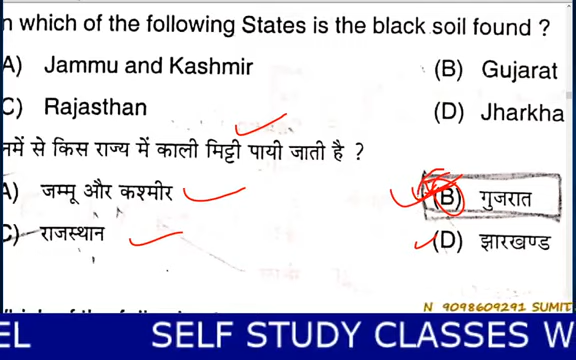 n which of the following States is the black soil found ?
A) Jammu and Kashmir (B) Gujarat
C) Rajasthan (D) Jharkha
नमें से किस राज्य में काली मिट्टी पायी जाती है ?
A) जम्मू और कश्मीर (B) गुजरात
C) राजस्थान (D) झारखण्ड
N 9098609291 SUMIT
EL SELF STUDY CLASSES W